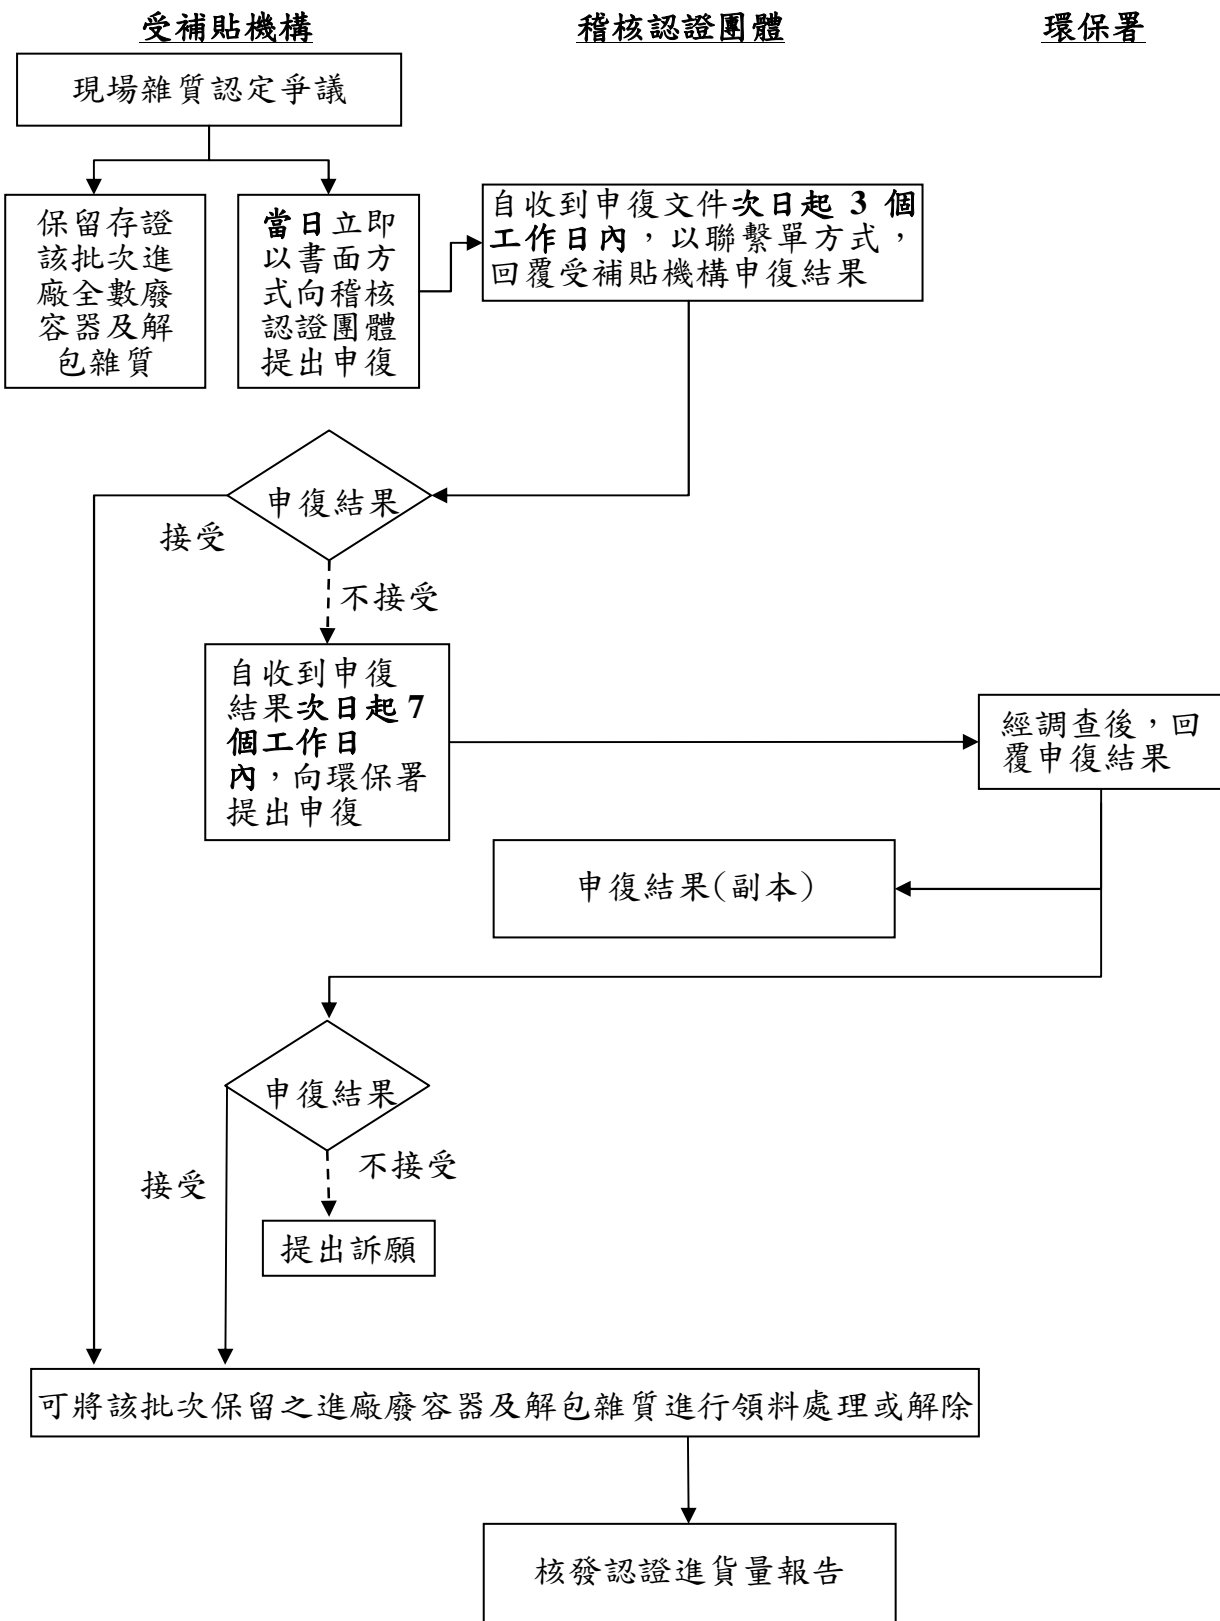 受補貼機構
稽核認證團體
環保署
現場雜質認定爭議
保留存證
該批次進
廠全數廢
容器及解
包雜質
當日立即
以書面方
式向稽核
認證團體
提出申復
自收到申復文件次日起 3 個
工作日內，以聯繫單方式，
回覆受補貼機構申復結果
申復結果
接受
不接受
自收到申復
結果次日起 7
個工作日
內，向環保署
提出申復
經調查後，回
覆申復結果
申復結果(副本)
申復結果
接受
不接受
提出訴願
可將該批次保留之進廠廢容器及解包雜質進行領料處理或解除
核發認證進貨量報告